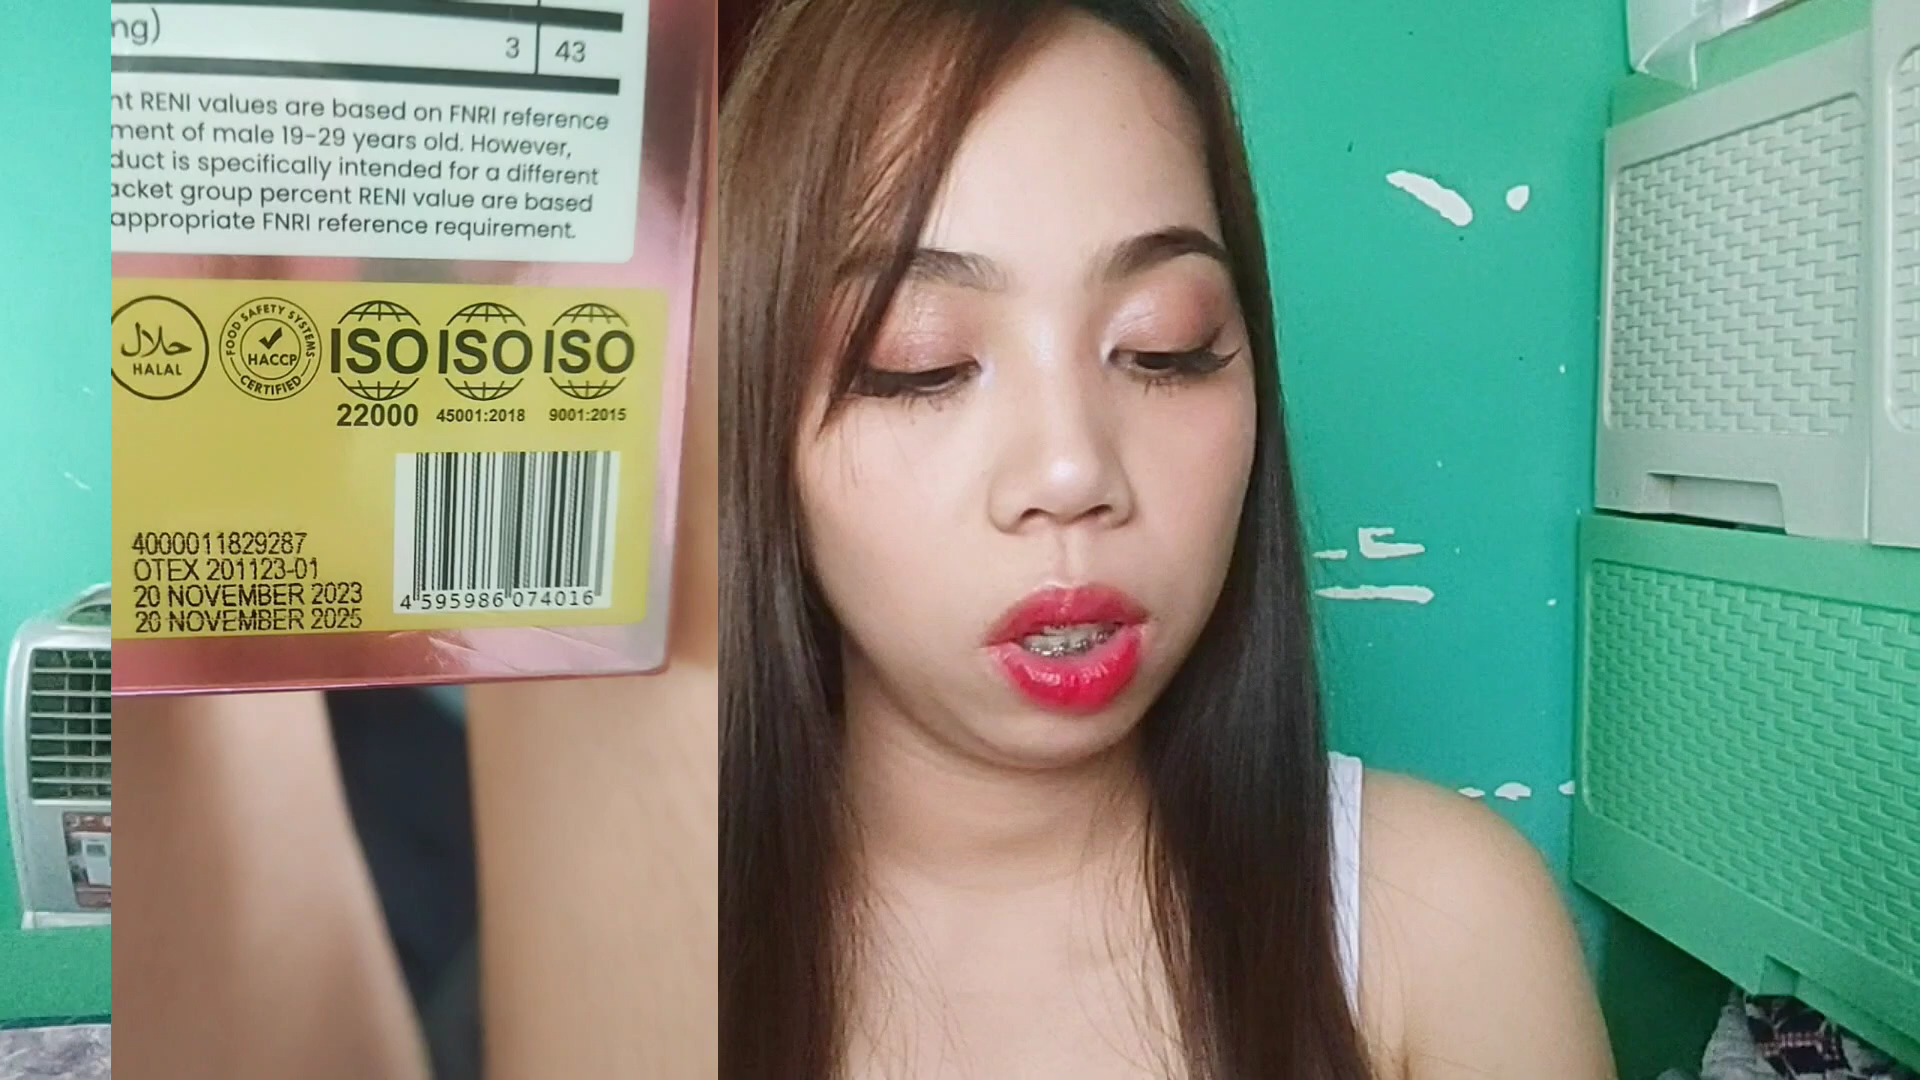 mg)
3 43
nt RENI values are based on FNRI reference
ment of male 19-29 years old. However,
duct is specifically intended for a different
acket group percent RENI value are based
appropriate FNRI reference requirement.
حلال
HALAL
FOOD SAFETY SYSTEMS
HACCP
CERTIFIED
ISO
22000
ISO
45001:2018
ISO
9001:2015
4000011829287
OTEX 201123-01
20 NOVEMBER 2023
20 NOVEMBER 2025
4 595986 074016